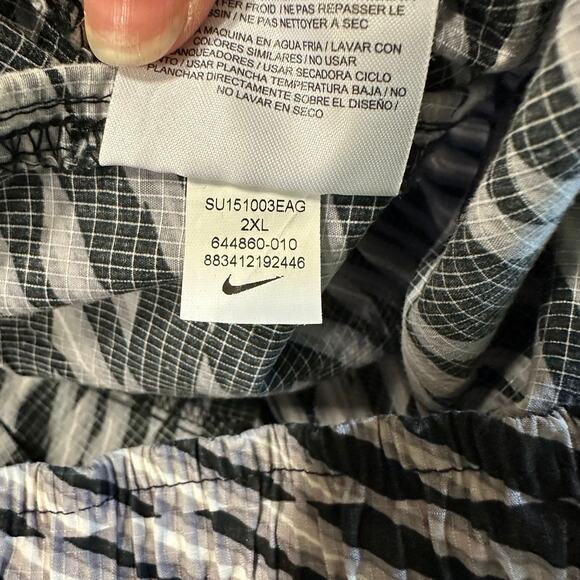 FER FROID / NE PAS REPASSER LE
/ NE PAS NETTOYER A SEC
A MAQUINA EN AGUA FRIA / LAVAR CON
COLORES SIMILARES / NO USAR
BLANQUEADORES / USAR SECADORA CICLO
/ USAR PLANCHA TEMPERATURA BAJA / NO
DIRECTAMENTE SOBRE EL DISEÑO /
NO LAVAR EN SECO
SU151003EAG
2XL
644860-010
883412192446